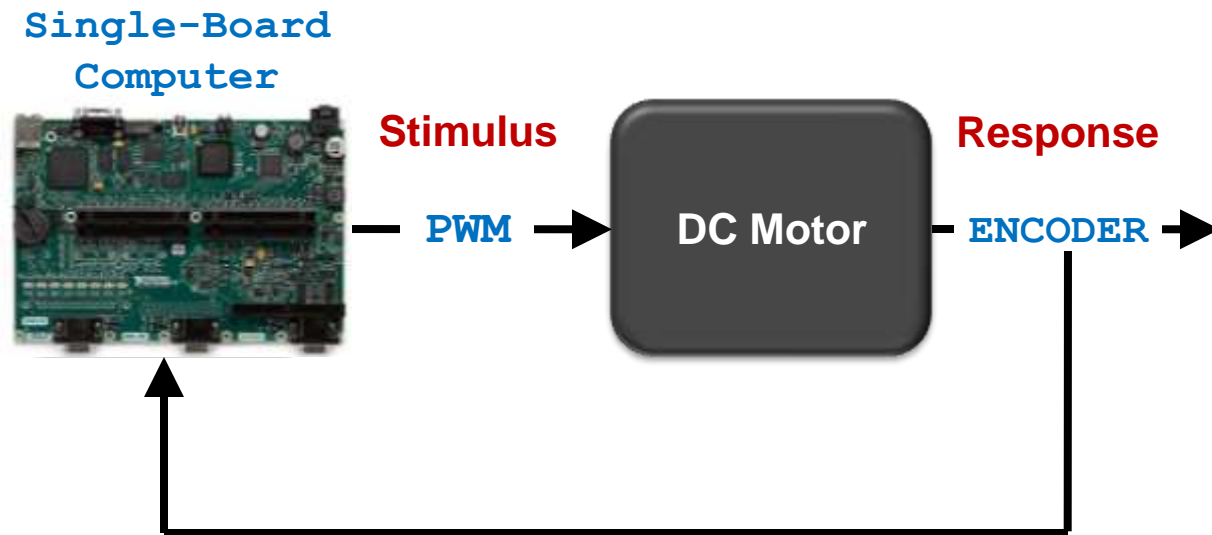 Single-Board
Computer
Stimulus
Response
PWM
DC Motor
ENCODER